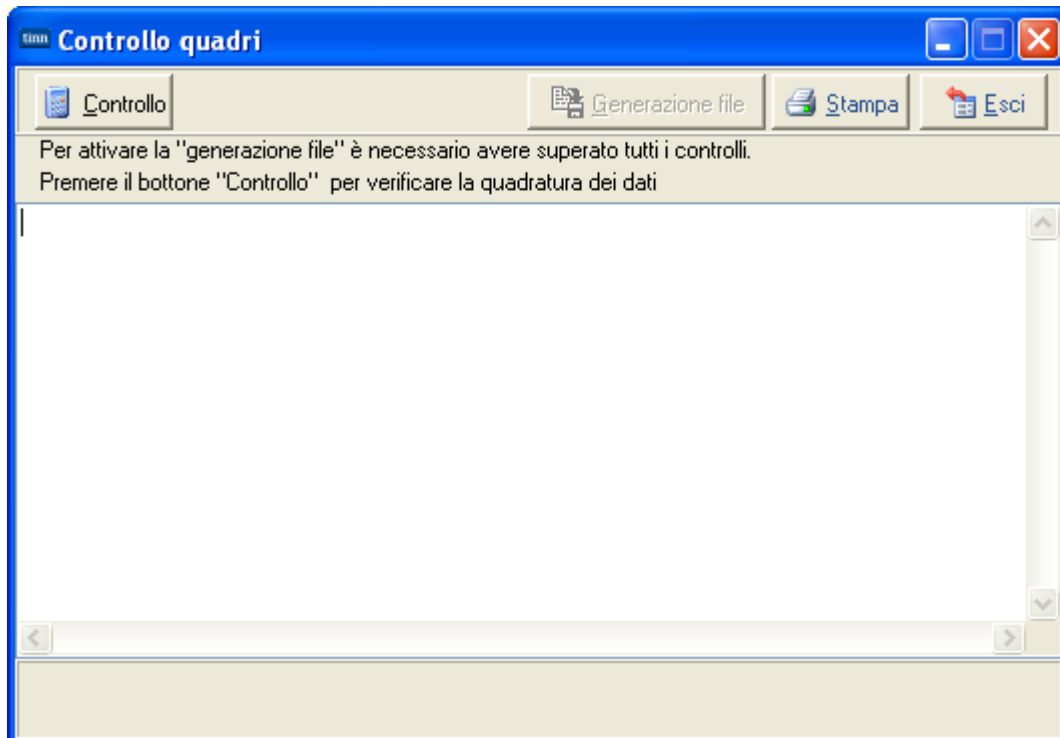 tinn Controllo quadri
Controllo Generazione file Stampa Esci
Per attivare la "generazione file" è necessario avere superato tutti i controlli.
Premere il bottone "Controllo" per verificare la quadratura dei dati